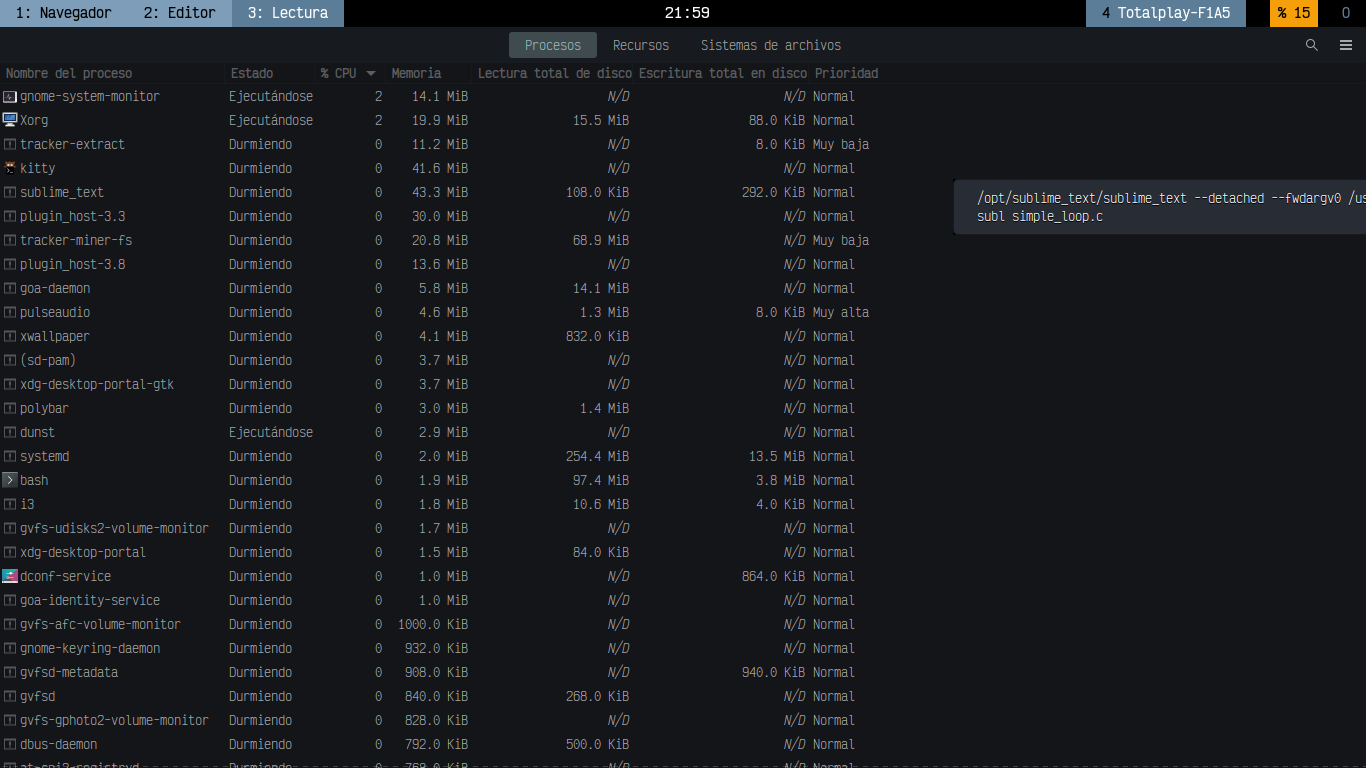 1: Navegador 2: Editor 3: Lectura 21:59 4 Totalplay-F1A5 % 15 0
Procesos Recursos Sistemas de archivos
Nombre del proceso Estado % CPU Memoria Lectura total de disco Escritura total en disco Prioridad
gnome-system-monitor Ejecutándose 2 14.1 MiB N/D N/D Normal
Xorg Ejecutándose 2 19.9 MiB 15.5 MiB 88.0 KiB Normal
tracker-extract Durmiendo 0 11.2 MiB N/D 8.0 KiB Muy baja
kitty Durmiendo 0 41.6 MiB N/D N/D Normal
sublime_text Durmiendo 0 43.3 MiB 108.0 KiB 292.0 KiB Normal
/opt/sublime_text/sublime_text --detached --fwdargv0 /us
subl simple_loop.c
plugin_host-3.3 Durmiendo 0 30.0 MiB N/D N/D Normal
tracker-miner-fs Durmiendo 0 20.8 MiB 68.9 MiB N/D Muy baja
plugin_host-3.8 Durmiendo 0 13.6 MiB N/D N/D Normal
goa-daemon Durmiendo 0 5.8 MiB 14.1 MiB N/D Normal
pulseaudio Durmiendo 0 4.6 MiB 1.3 MiB 8.0 KiB Muy alta
xwallpaper Durmiendo 0 4.1 MiB 832.0 KiB N/D Normal
(sd-pam) Durmiendo 0 3.7 MiB N/D N/D Normal
xdg-desktop-portal-gtk Durmiendo 0 3.7 MiB N/D N/D Normal
polybar Durmiendo 0 3.0 MiB 1.4 MiB N/D Normal
dunst Ejecutándose 0 2.9 MiB N/D N/D Normal
systemd Durmiendo 0 2.0 MiB 254.4 MiB 13.5 MiB Normal
bash Durmiendo 0 1.9 MiB 97.4 MiB 3.8 MiB Normal
i3 Durmiendo 0 1.8 MiB 10.6 MiB 4.0 KiB Normal
gvfs-udisks2-volume-monitor Durmiendo 0 1.7 MiB N/D N/D Normal
xdg-desktop-portal Durmiendo 0 1.5 MiB 84.0 KiB N/D Normal
dconf-service Durmiendo 0 1.0 MiB N/D 864.0 KiB Normal
goa-identity-service Durmiendo 0 1.0 MiB N/D N/D Normal
gvfs-afc-volume-monitor Durmiendo 0 1000.0 KiB N/D N/D Normal
gnome-keyring-daemon Durmiendo 0 932.0 KiB N/D N/D Normal
gvfsd-metadata Durmiendo 0 908.0 KiB N/D 940.0 KiB Normal
gvfsd Durmiendo 0 840.0 KiB 268.0 KiB N/D Normal
gvfs-gphoto2-volume-monitor Durmiendo 0 828.0 KiB N/D N/D Normal
dbus-daemon Durmiendo 0 792.0 KiB 500.0 KiB N/D Normal
at-spi2-registryd Durmiendo 0 768.0 KiB N/D N/D Normal